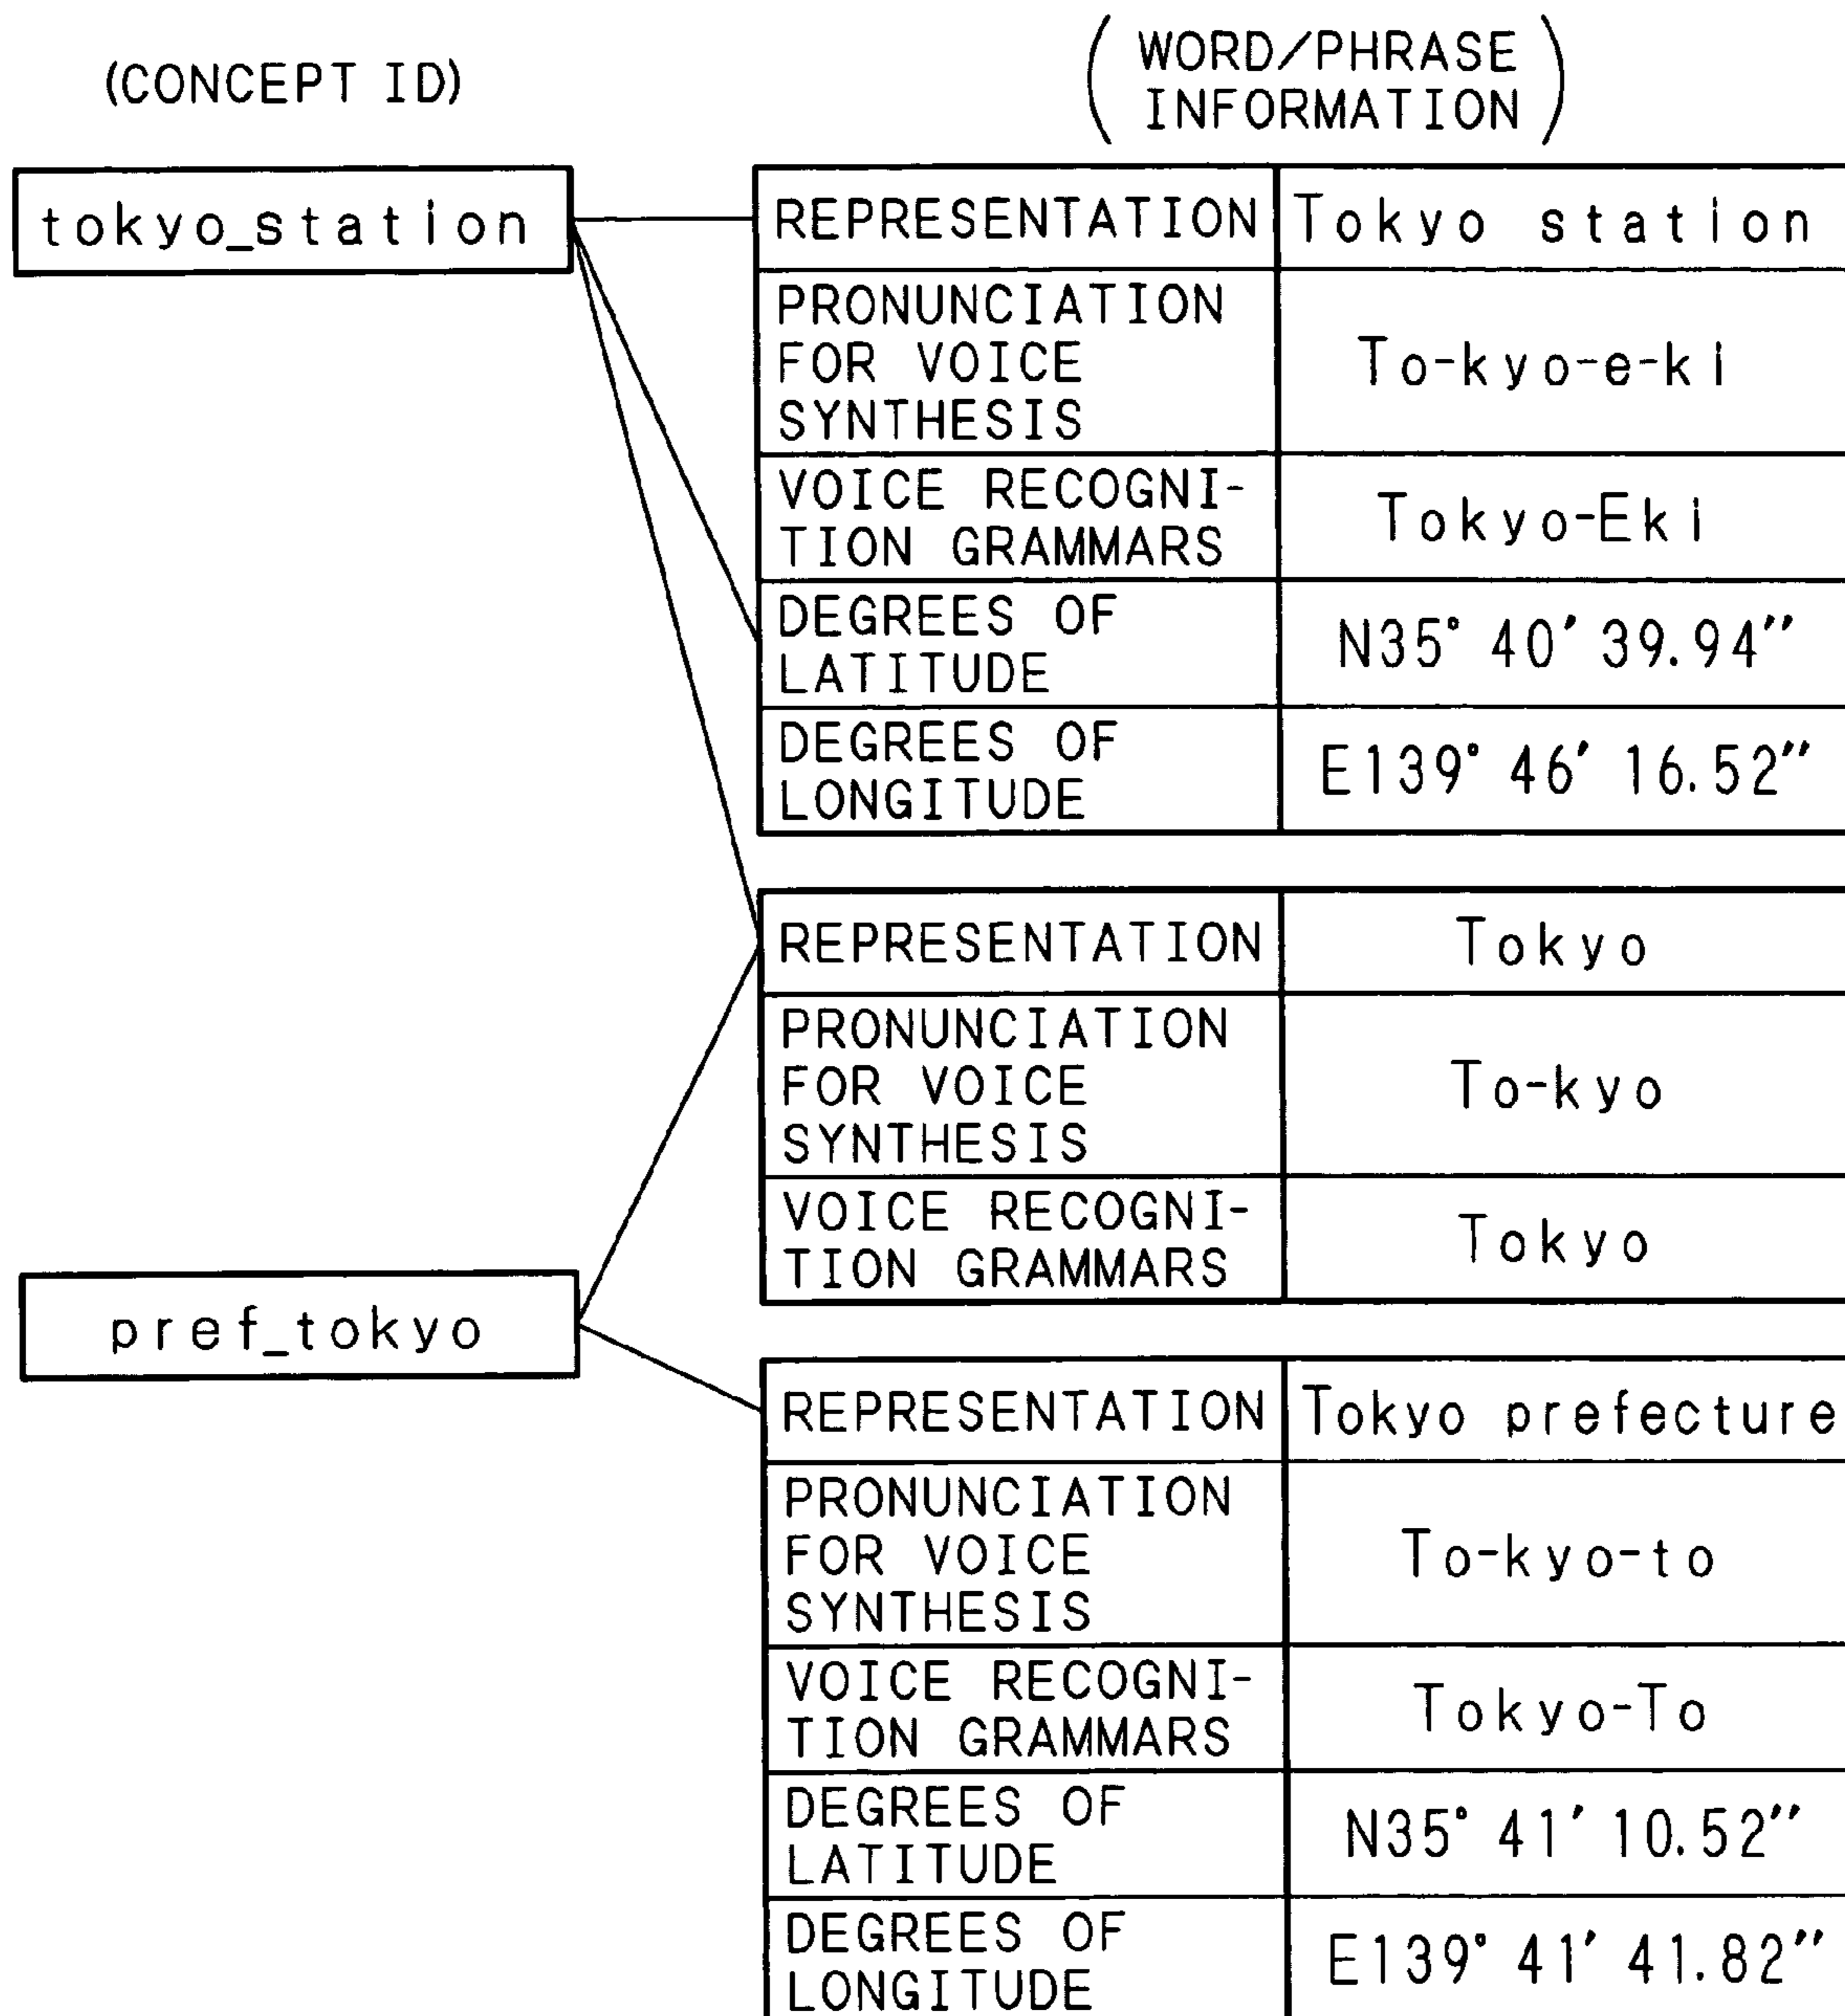 (CONCEPT ID)
(WORD/PHRASE
INFORMATION)
tokyo_station
REPRESENTATION Tokyo station
PRONUNCIATION
FOR VOICE
SYNTHESIS
To-kyo-e-ki
VOICE RECOGNI-
TION GRAMMARS
Tokyo-Eki
DEGREES OF
LATITUDE
N35° 40′ 39.94″
DEGREES OF
LONGITUDE
E139° 46′ 16.52″
REPRESENTATION Tokyo
PRONUNCIATION
FOR VOICE
SYNTHESIS
To-kyo
VOICE RECOGNI-
TION GRAMMARS
Tokyo
pref_tokyo
REPRESENTATION Tokyo prefecture
PRONUNCIATION
FOR VOICE
SYNTHESIS
To-kyo-to
VOICE RECOGNI-
TION GRAMMARS
Tokyo-To
DEGREES OF
LATITUDE
N35° 41′ 10.52″
DEGREES OF
LONGITUDE
E139° 41′ 41.82″